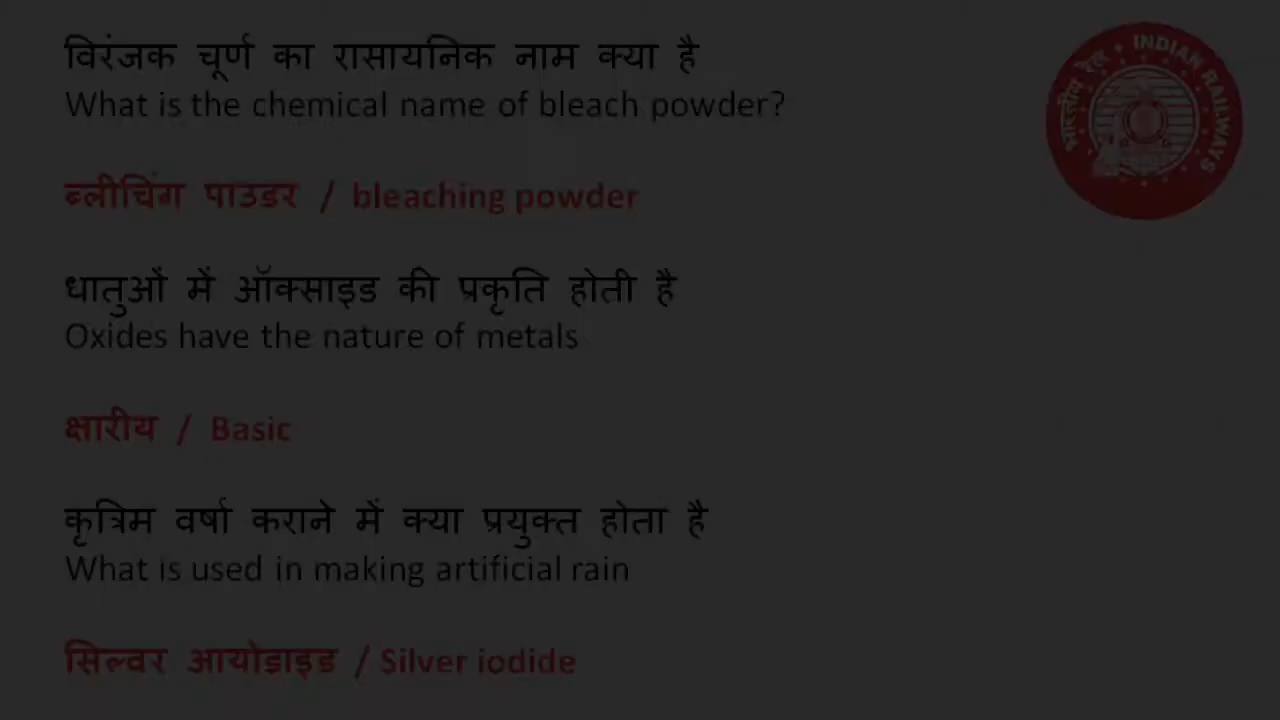 विरंजक चूर्ण का रासायनिक नाम क्या है
What is the chemical name of bleach powder?
ब्लीचिंग पाउडर / bleaching powder
धातुओं में ऑक्साइड की प्रकृति होती है
Oxides have the nature of metals
क्षारीय / Basic
कृत्रिम वर्षा कराने में क्या प्रयुक्त होता है
What is used in making artificial rain
सिल्वर आयोडाइड / Silver iodide
भारतीय रेल
INDIAN RAILWAYS